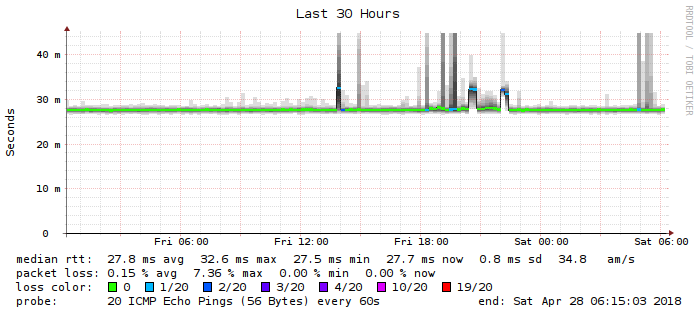 Last 30 Hours
RRDTOOL / TOBI OETIKER
Seconds
40 m
30 m
20 m
10 m
0
Fri 06:00 Fri 12:00 Fri 18:00 Sat 00:00 Sat 06:00
median rtt: 27.8 ms avg 32.6 ms max 27.5 ms min 27.7 ms now 0.8 ms sd 34.8 am/s
packet loss: 0.15 % avg 7.36 % max 0.00 % min 0.00 % now
loss color: 0 1/20 2/20 3/20 4/20 10/20 19/20
probe: 20 ICMP Echo Pings (56 Bytes) every 60s end: Sat Apr 28 06:15:03 2018